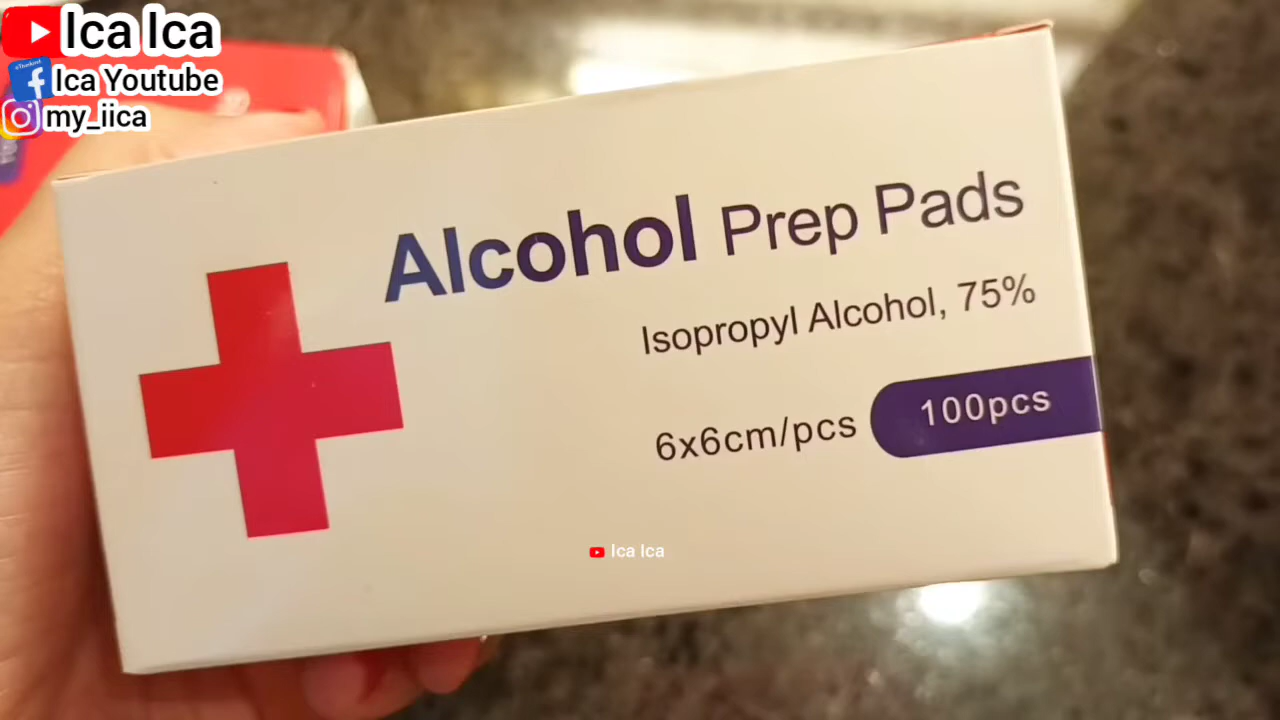 Ica Ica
Ica Youtube
my_iica
Alcohol Prep Pads
Isopropyl Alcohol, 75%
6x6cm/pcs 100pcs
Ica Ica